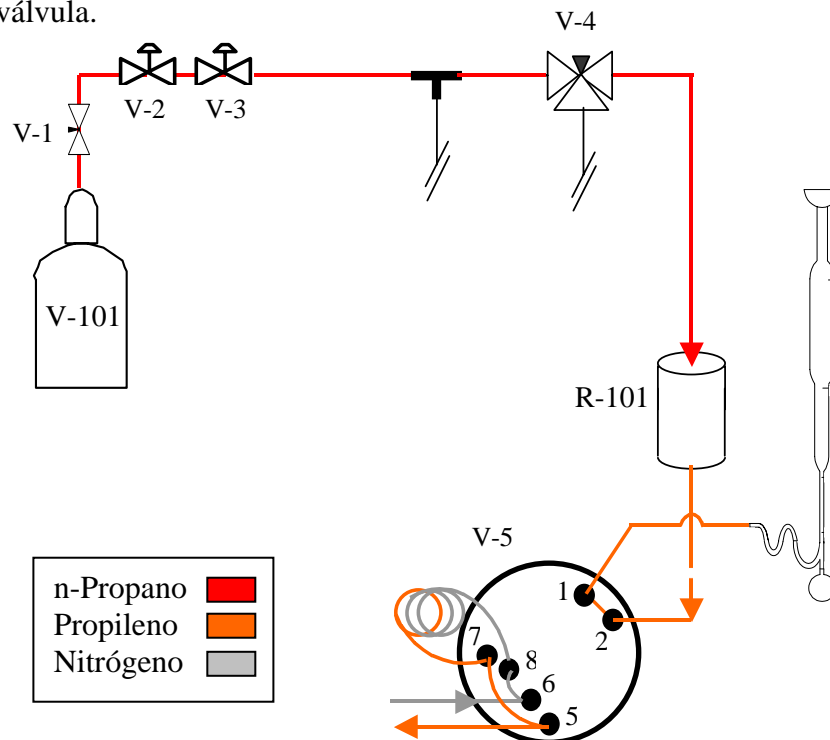 válvula.
V-4
V-2
V-3
V-1
V-101
R-101
V-5
1
2
7
8
6
5
n-Propano
Propileno
Nitrógeno